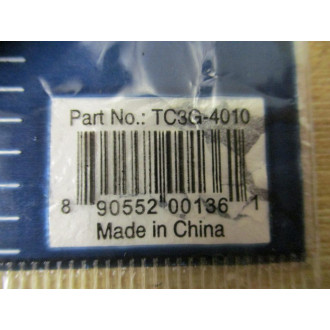 Part No.: TC3G-4010
8 90552 00136 1
Made in China